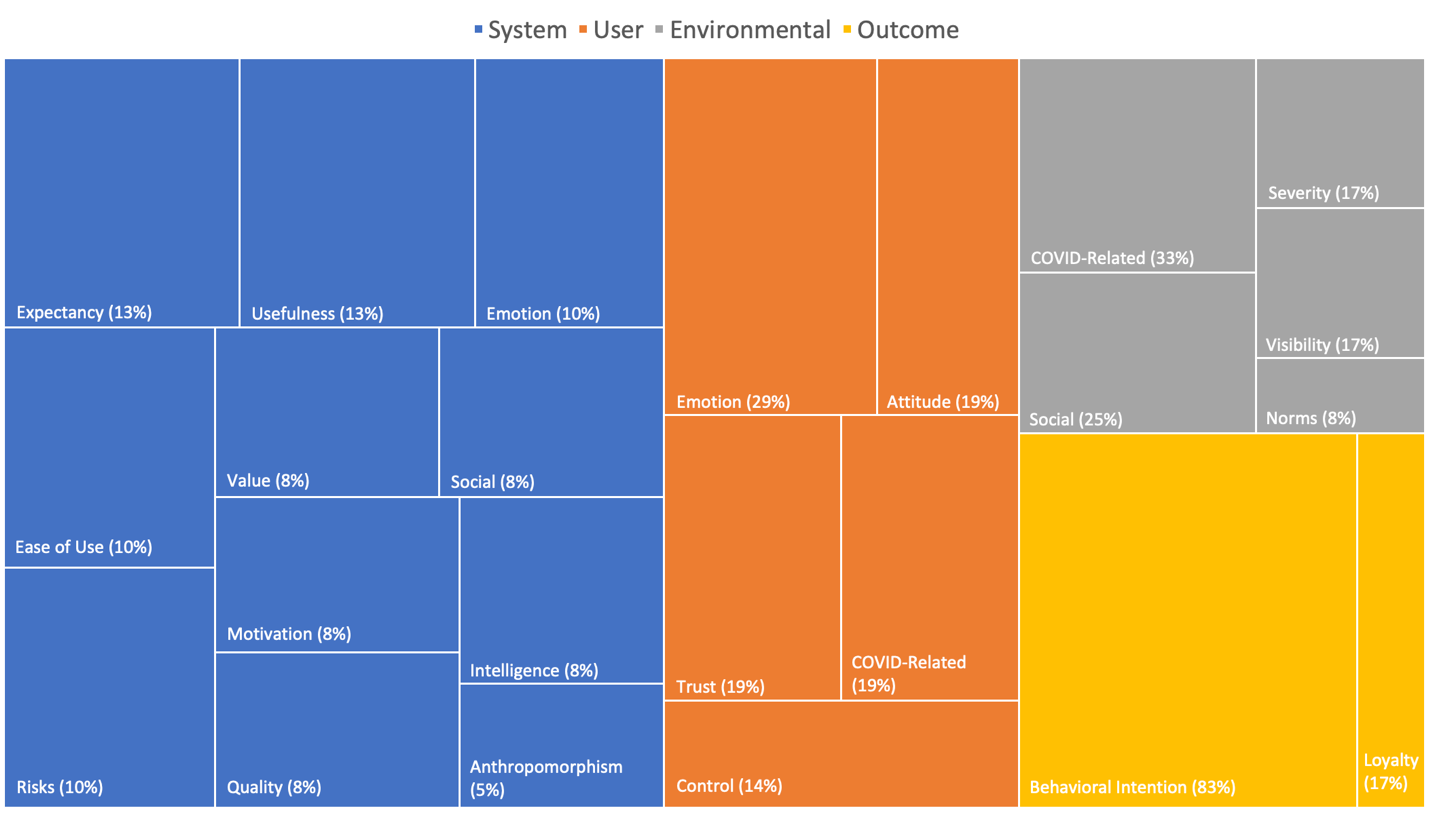 System User Environmental Outcome
Expectancy (13%)
Usefulness (13%)
Emotion (10%)
Ease of Use (10%)
Value (8%)
Social (8%)
Motivation (8%)
Intelligence (8%)
Risks (10%)
Quality (8%)
Anthropomorphism
(5%)
Emotion (29%)
Attitude (19%)
Trust (19%)
COVID-Related
(19%)
Control (14%)
COVID-Related (33%)
Severity (17%)
Visibility (17%)
Social (25%)
Norms (8%)
Behavioral Intention (83%)
Loyalty
(17%)